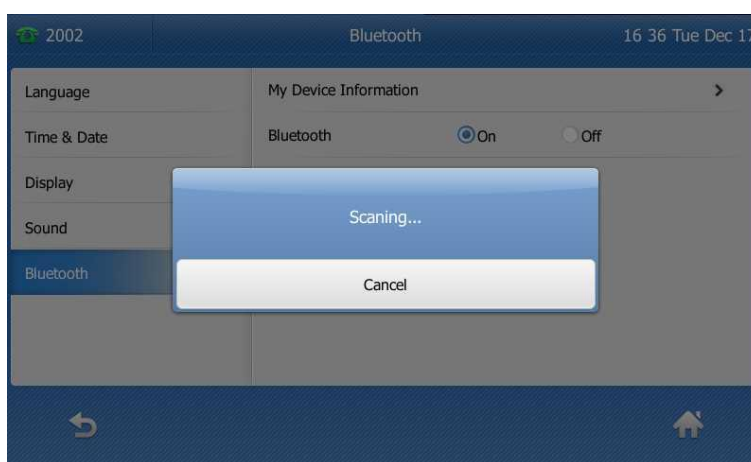 2002 Bluetooth 16 36 Tue Dec 17
Language My Device Information
Time & Date Bluetooth On Off
Display
Sound
Bluetooth
Scaning...
Cancel